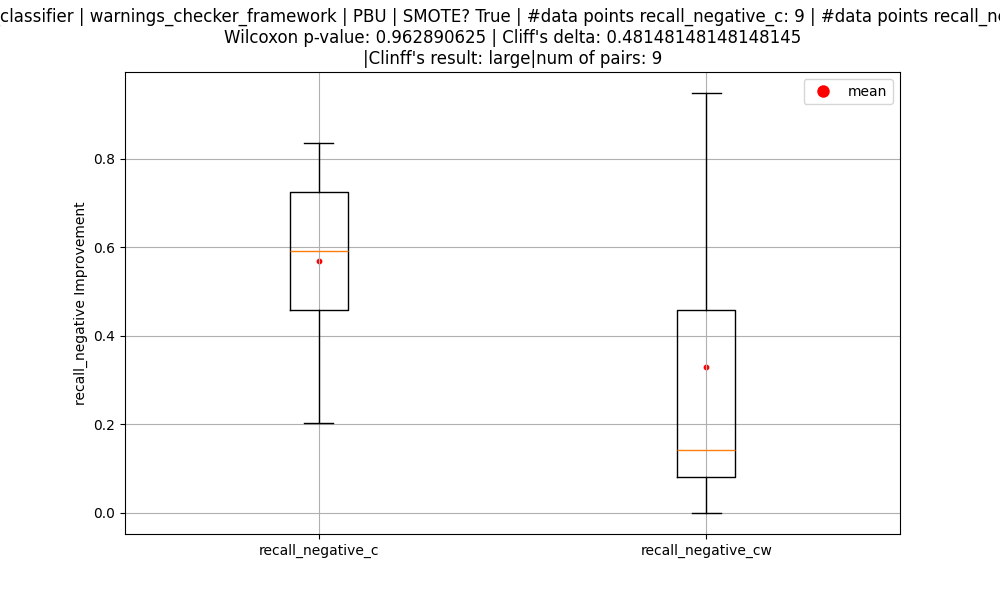 classifier | warnings_checker_framework | PBU | SMOTE? True | #data points recall_negative_c: 9 | #data points
Wilcoxon p-value: 0.962890625 | Cliff's delta: 0.48148148148148145
|Clinff's result: large|num of pairs: 9
mean
0.8
0.6
0.4
0.2
0.0
recall_negative Improvement
recall_negative_c
recall_negative_cw